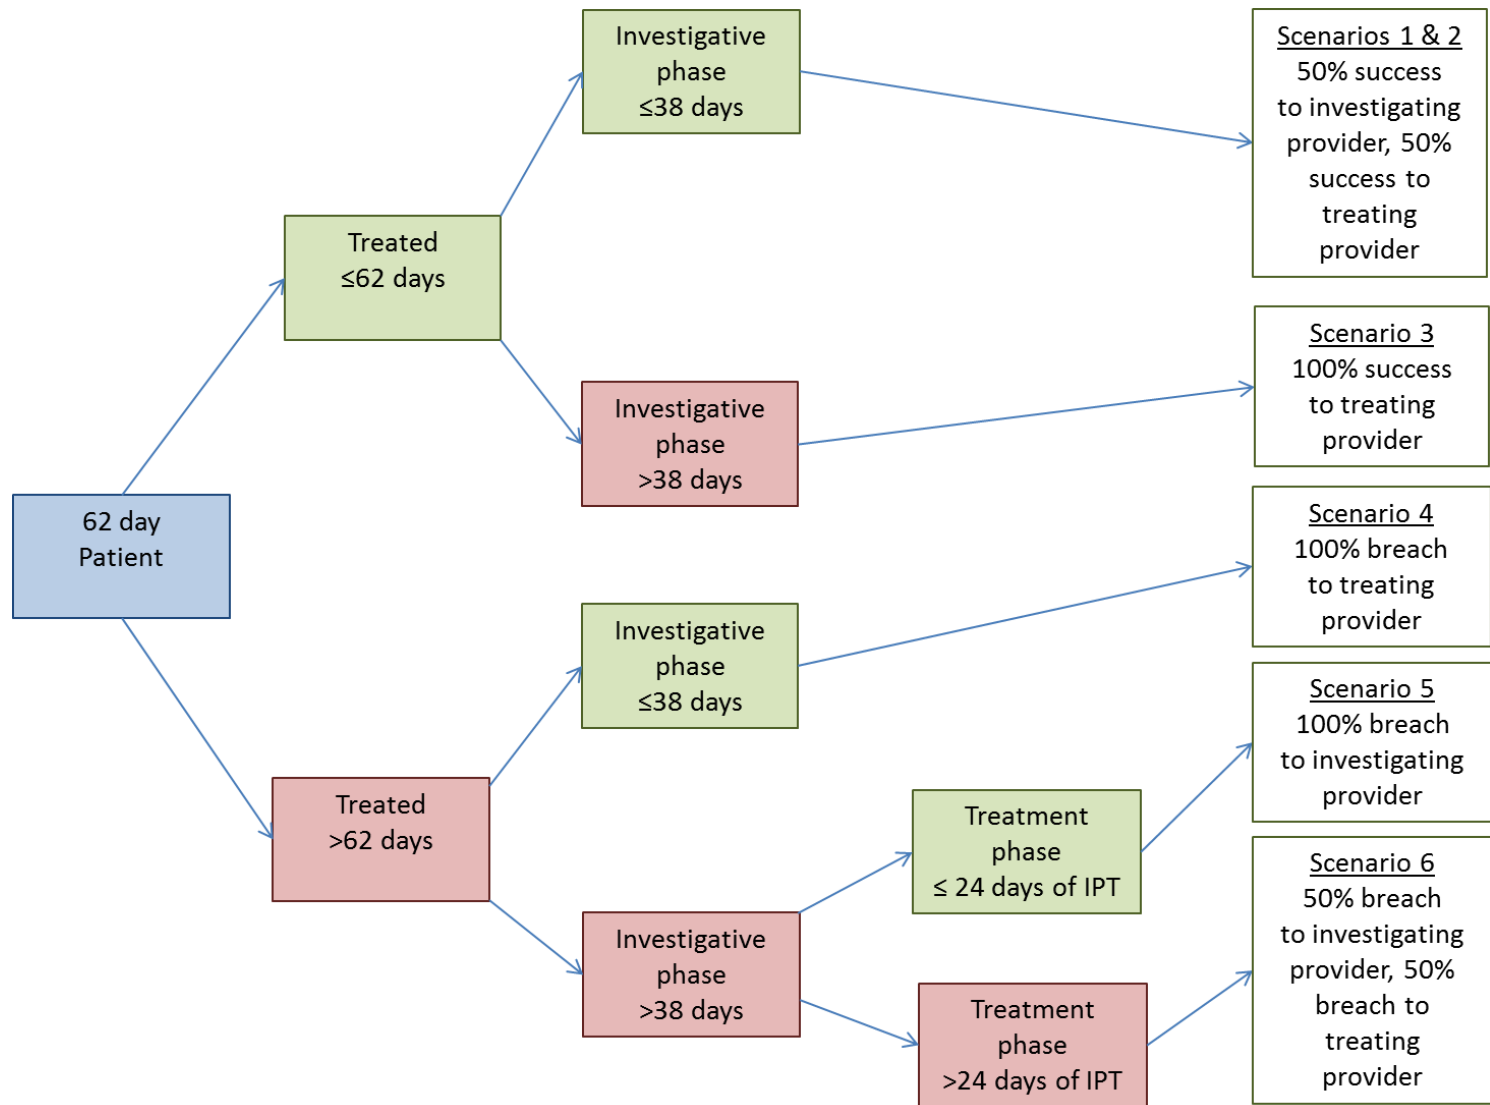 62 day
Patient
Treated
≤62 days
Treated
>62 days
Investigative
phase
≤38 days
Investigative
phase
>38 days
Investigative
phase
≤38 days
Investigative
phase
>38 days
Treatment
phase
≤ 24 days of IPT
Treatment
phase
>24 days of IPT
Scenarios 1 & 2
50% success
to investigating
provider, 50%
success to
treating
provider
Scenario 3
100% success
to treating
provider
Scenario 4
100% breach
to treating
provider
Scenario 5
100% breach
to investigating
provider
Scenario 6
50% breach
to investigating
provider, 50%
breach to
treating
provider